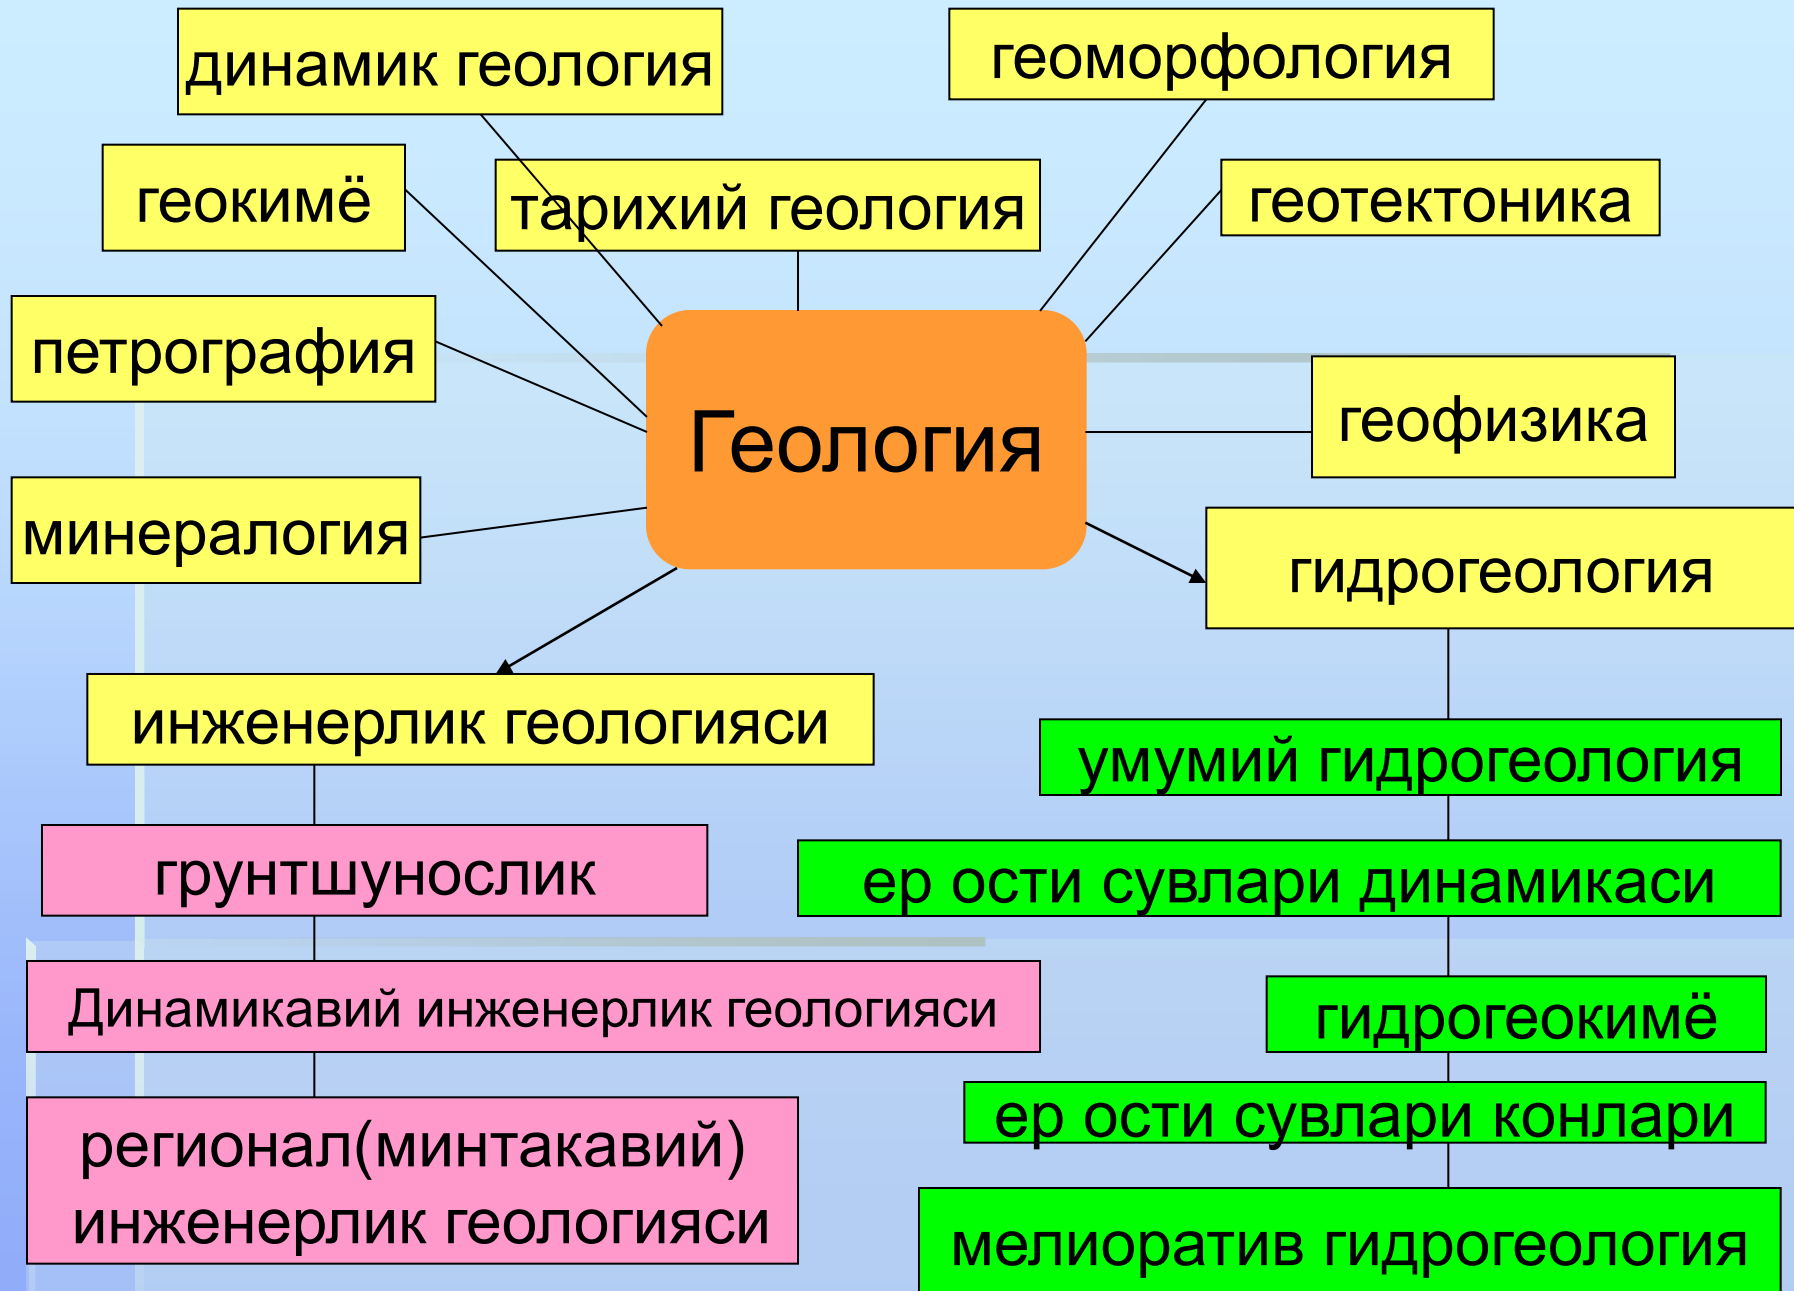 динамик геология
геоморфология
геокимё
тарихий геология
геотектоника
петрография
геофизика
Геология
минералогия
гидрогеология
инженерлик геологияси
умумий гидрогеология
грунтшунослик
ер ости сувлари динамикаси
Динамикавий инженерлик геологияси
гидрогеокимё
ер ости сувлари конлари
регионал(минтакавий)
инженерлик геологияси
мелиоратив гидрогеология